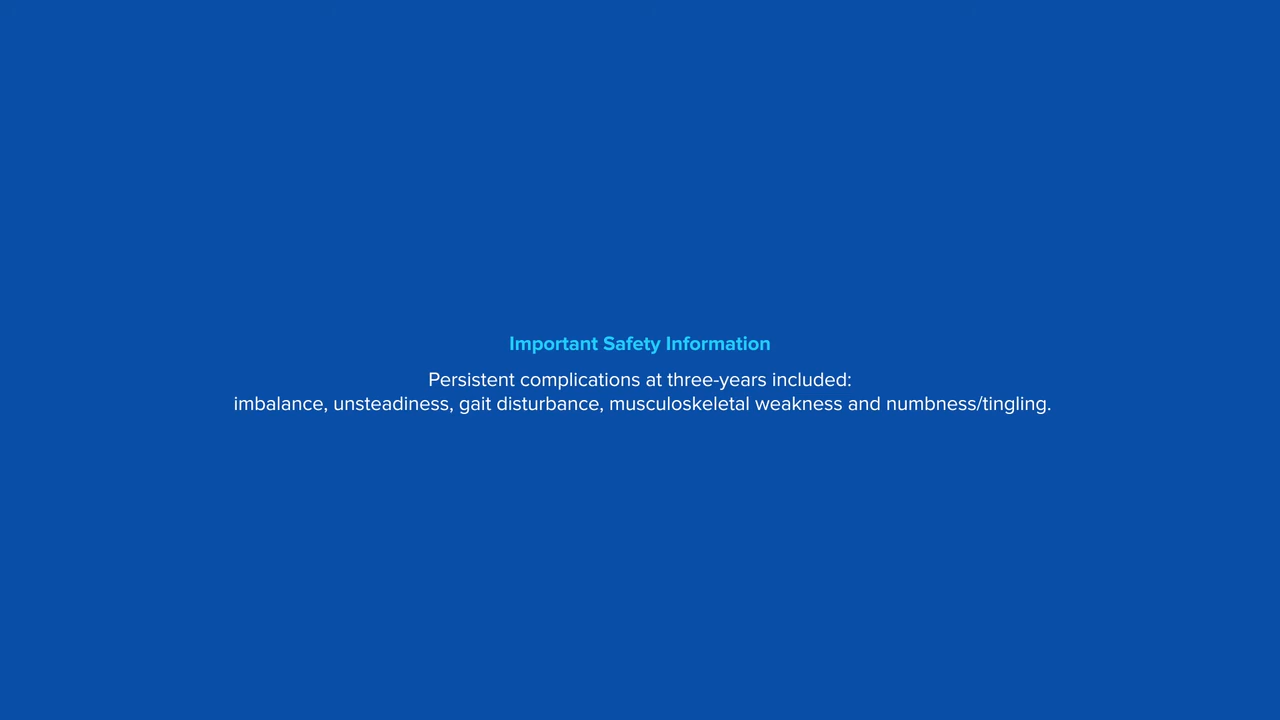 Important Safety Information
Persistent complications at three-years included:
imbalance, unsteadiness, gait disturbance, musculoskeletal weakness and numbness/tingling.